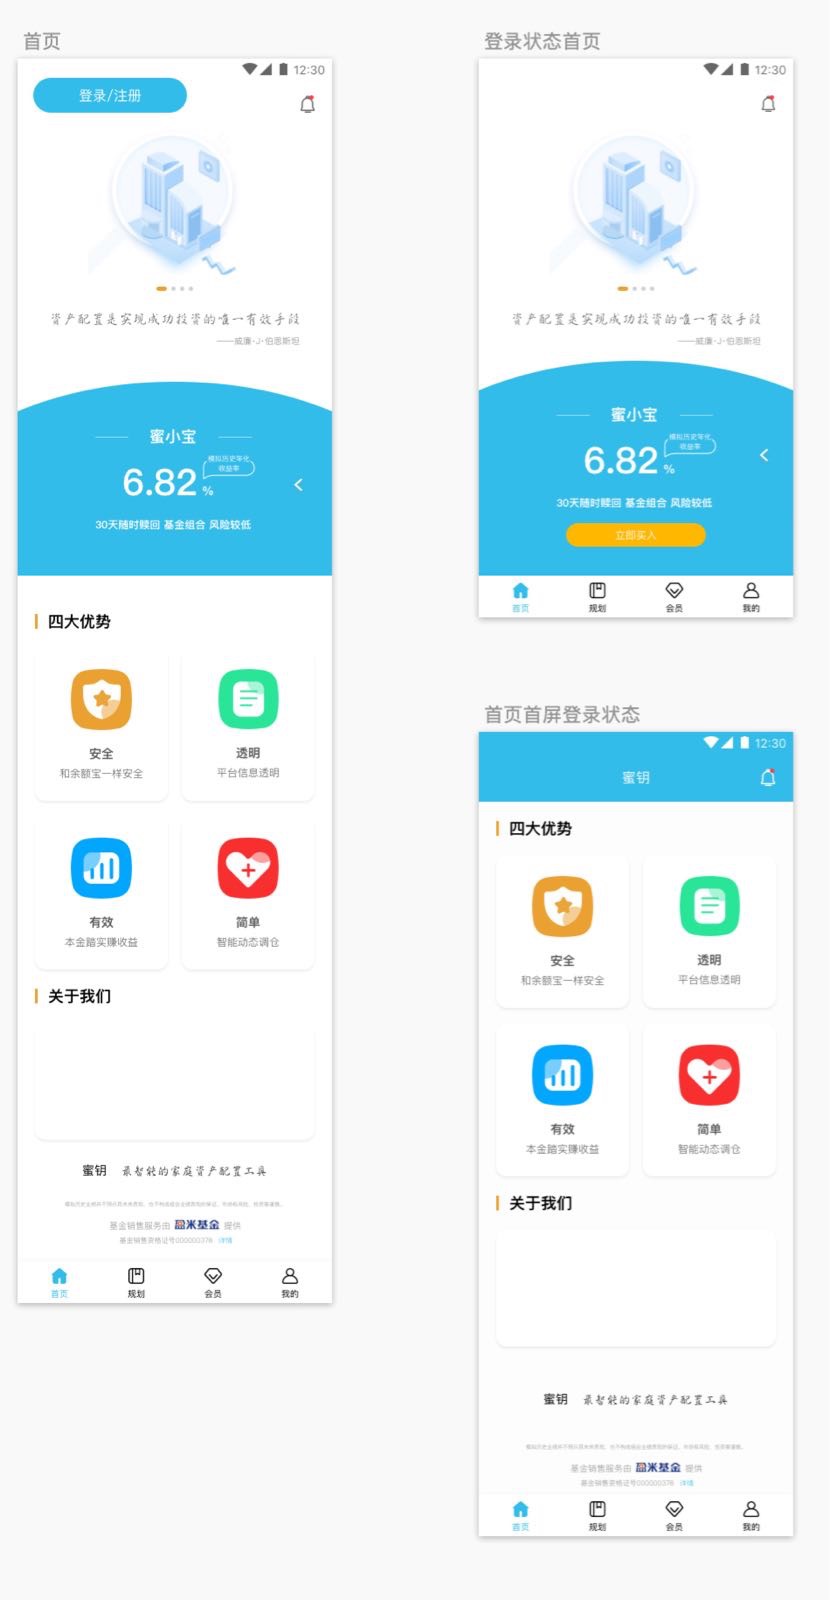 首页
12:30
登录/注册
资产配置是实现成功投资的唯一有效手段
——威廉·J·伯恩斯坦
蜜小宝
6.82
%
模拟历史年化
收益率
30天随时赎回 基金组合 风险较低
四大优势
安全
和余额宝一样安全
透明
平台信息透明
有效
本金踏实赚收益
简单
智能动态调仓
关于我们
蜜钥 最智能的家庭资产配置工具
基金销售服务由 盈米基金 提供
基金销售资格证号000000378 详情
首页
规划
会员
我的
登录状态首页
12:30
资产配置是实现成功投资的唯一有效手段
——威廉·J·伯恩斯坦
蜜小宝
6.82
%
模拟历史年化
收益率
30天随时赎回 基金组合 风险较低
立即买入
首页
规划
会员
我的
首页首屏登录状态
12:30
蜜钥
四大优势
安全
和余额宝一样安全
透明
平台信息透明
有效
本金踏实赚收益
简单
智能动态调仓
关于我们
蜜钥 最智能的家庭资产配置工具
基金销售服务由 盈米基金 提供
基金销售资格证号000000378 详情
首页
规划
会员
我的